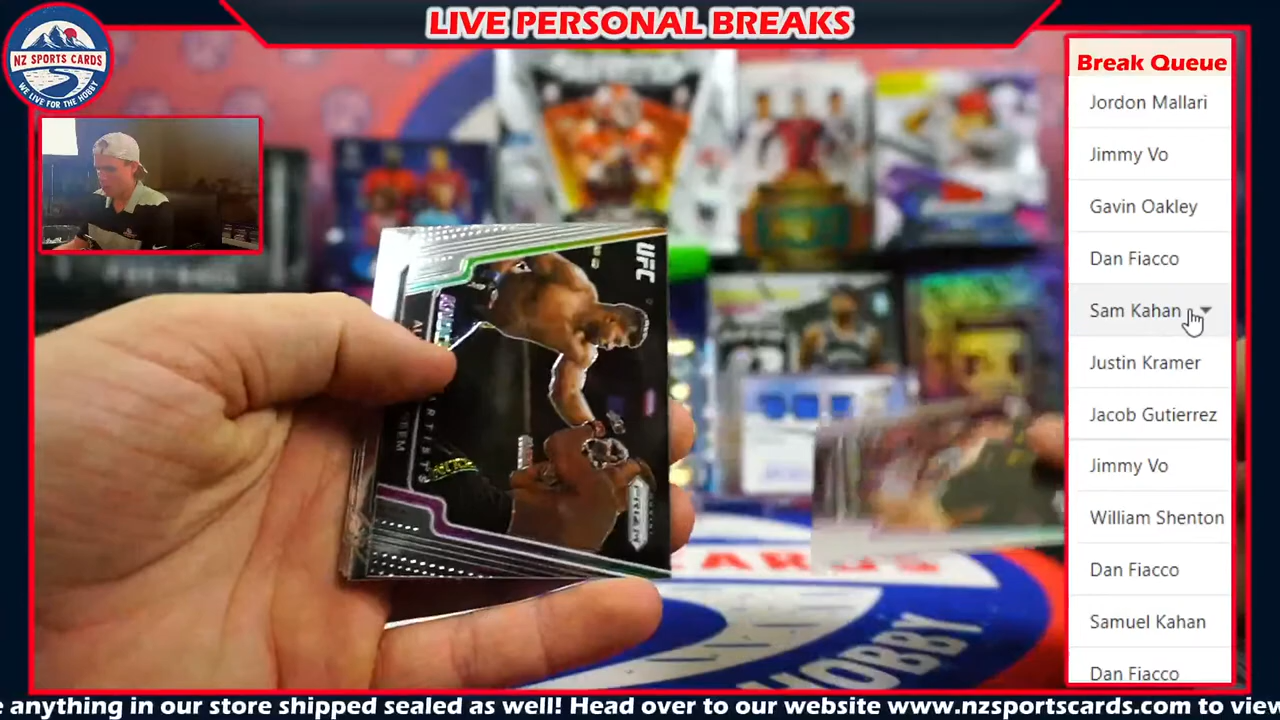 LIVE PERSONAL BREAKS
NZ SPORTS CARDS
WE LIVE FOR THE HOBBY
Break Queue
Jordon Mallari
Jimmy Vo
Gavin Oakley
Dan Fiacco
Sam Kahan
Justin Kramer
Jacob Gutierrez
Jimmy Vo
William Shenton
Dan Fiacco
Samuel Kahan
Dan Fiacco
UFC
PRIZM
HOBBY
e anything in our store shipped sealed as well! Head over to our website www.nzsportscards.com to view